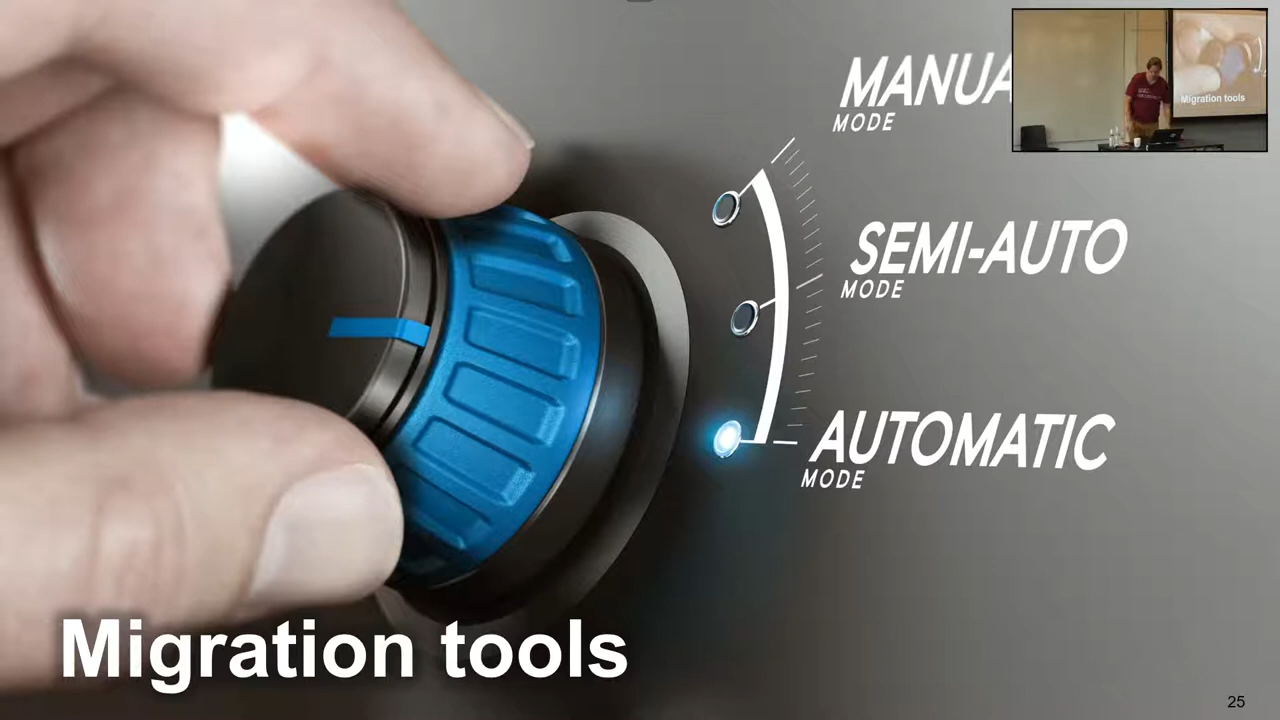 MANUA
MODE
SEMI-AUTO
MODE
AUTOMATIC
MODE
Migration tools
25
Migration tools